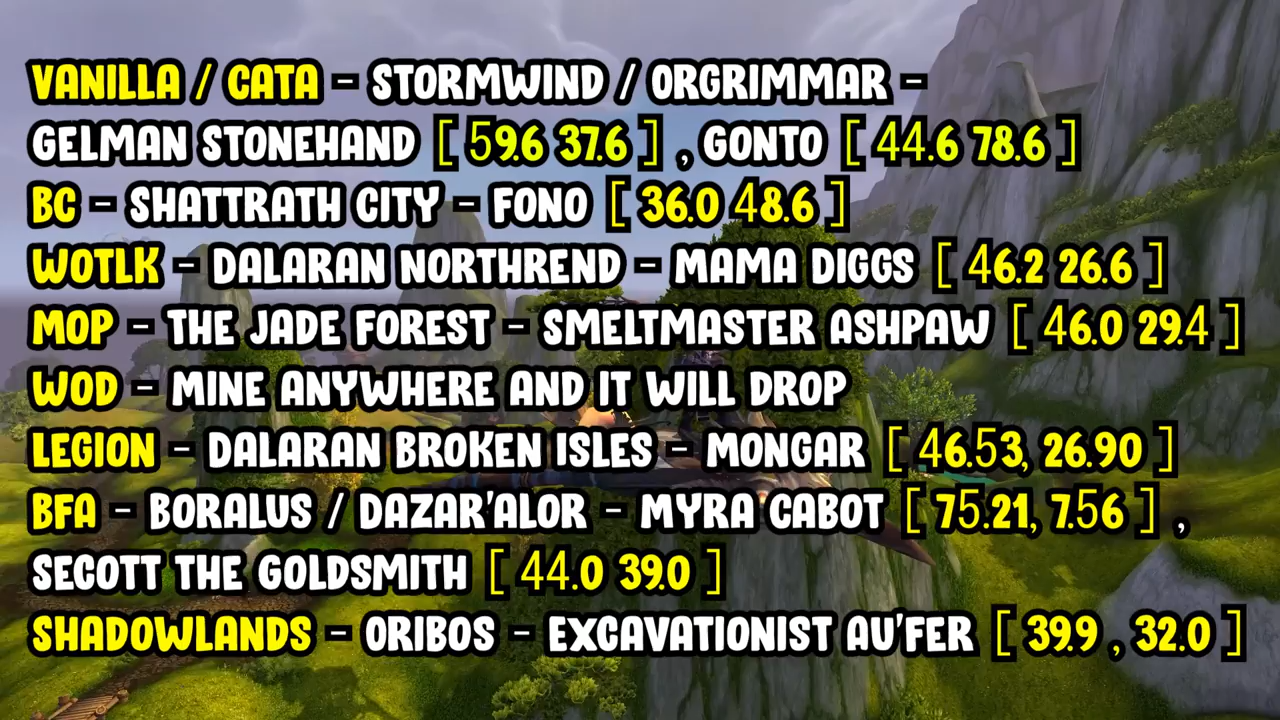 VANILLA / CATA - STORMWIND / ORGRIMMAR -
GELMAN STONEHAND [ 59.6 37.6 ] , GONTO [ 44.6 78.6 ]
BC - SHATTRATH CITY - FONO [ 36.0 48.6 ]
WOTLK - DALARAN NORTHREND - MAMA DIGGS [ 46.2 26.6 ]
MOP - THE JADE FOREST - SMELTMASTER ASHPAW [ 46.0 29.4 ]
WOD - MINE ANYWHERE AND IT WILL DROP
LEGION - DALARAN BROKEN ISLES - MONGAR [ 46.53, 26.90 ]
BFA - BORALUS / DAZAR'ALOR - MYRA CABOT [ 75.21, 7.56 ] ,
SECOTT THE GOLDSMITH [ 44.0 39.0 ]
SHADOWLANDS - ORIBOS - EXCAVATIONIST AU'FER [ 39.9 , 32.0 ]